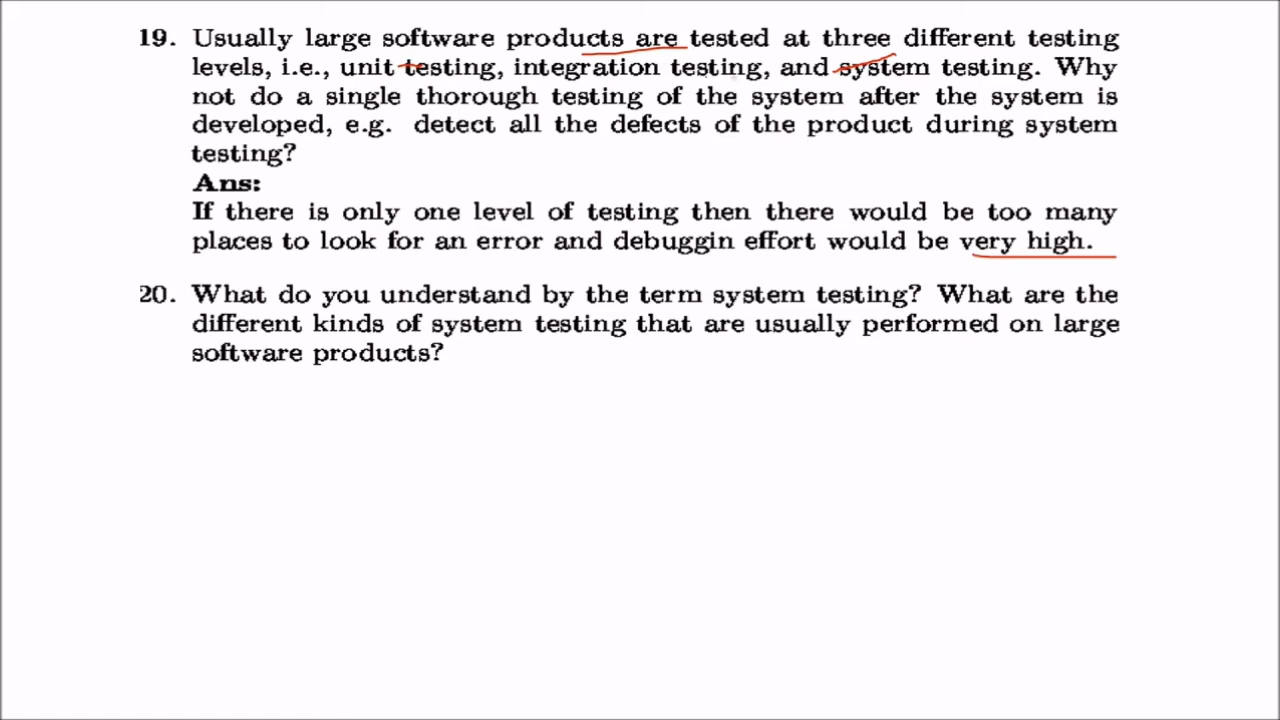 19. Usually large software products are tested at three different testing
levels, i.e., unit testing, integration testing, and system testing. Why
not do a single thorough testing of the system after the system is
developed, e.g. detect all the defects of the product during system
testing?
Ans:
If there is only one level of testing then there would be too many
places to look for an error and debuggin effort would be very high.
20. What do you understand by the term system testing? What are the
different kinds of system testing that are usually performed on large
software products?